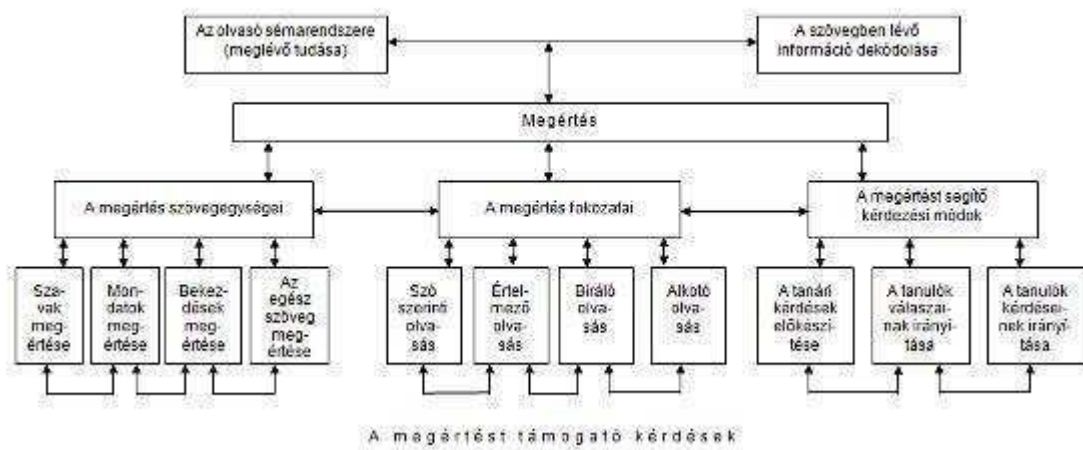 Az olvasó sémarendszere
(meglévő tudása)
A szövegben lévő
információ dekódolása
Megértés
A megértés szövegegységei
A megértés fokozatai
A megértést segítő
kérdezési módok
Sza-
vak
meg-
értése
Mon-
datok
meg-
értése
Bekez-
dések
meg-
értése
Az
egész
szöveg
meg-
értése
Szó
szerinti
olva-
sás
Értel-
mező
olva-
sás
Bíráló
olva-
sás
Alkotó
olva-
sás
A tanári
kérdések
előkészí-
tése
A tanulók
válaszai-
nak irányí-
tása
A tanulók
kérdései-
nek irányí-
tása
A megértést támogató kérdések